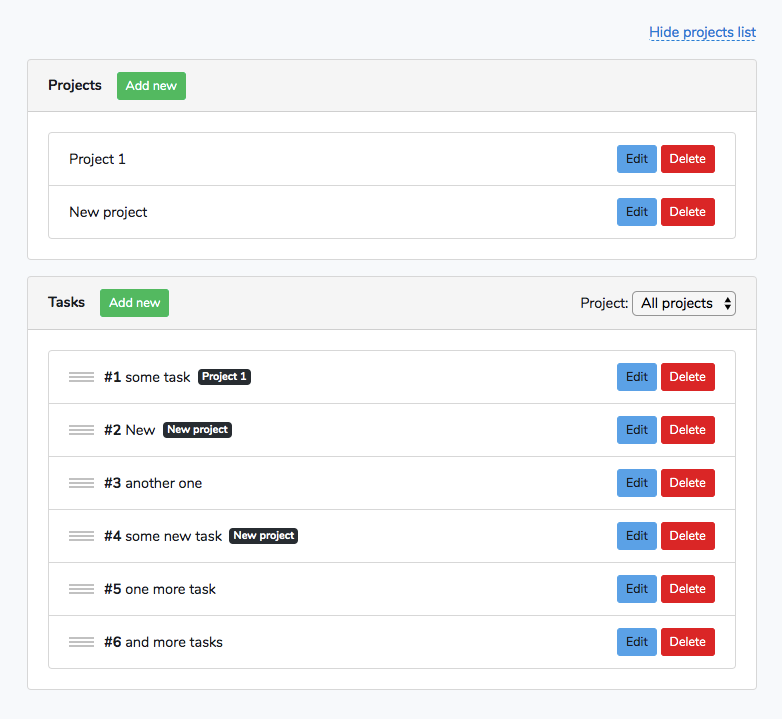 Hide projects list
Projects Add new
Project 1 Edit Delete
New project Edit Delete
Tasks Add new Project: All projects
#1 some task Project 1 Edit Delete
#2 New New project Edit Delete
#3 another one Edit Delete
#4 some new task New project Edit Delete
#5 one more task Edit Delete
#6 and more tasks Edit Delete